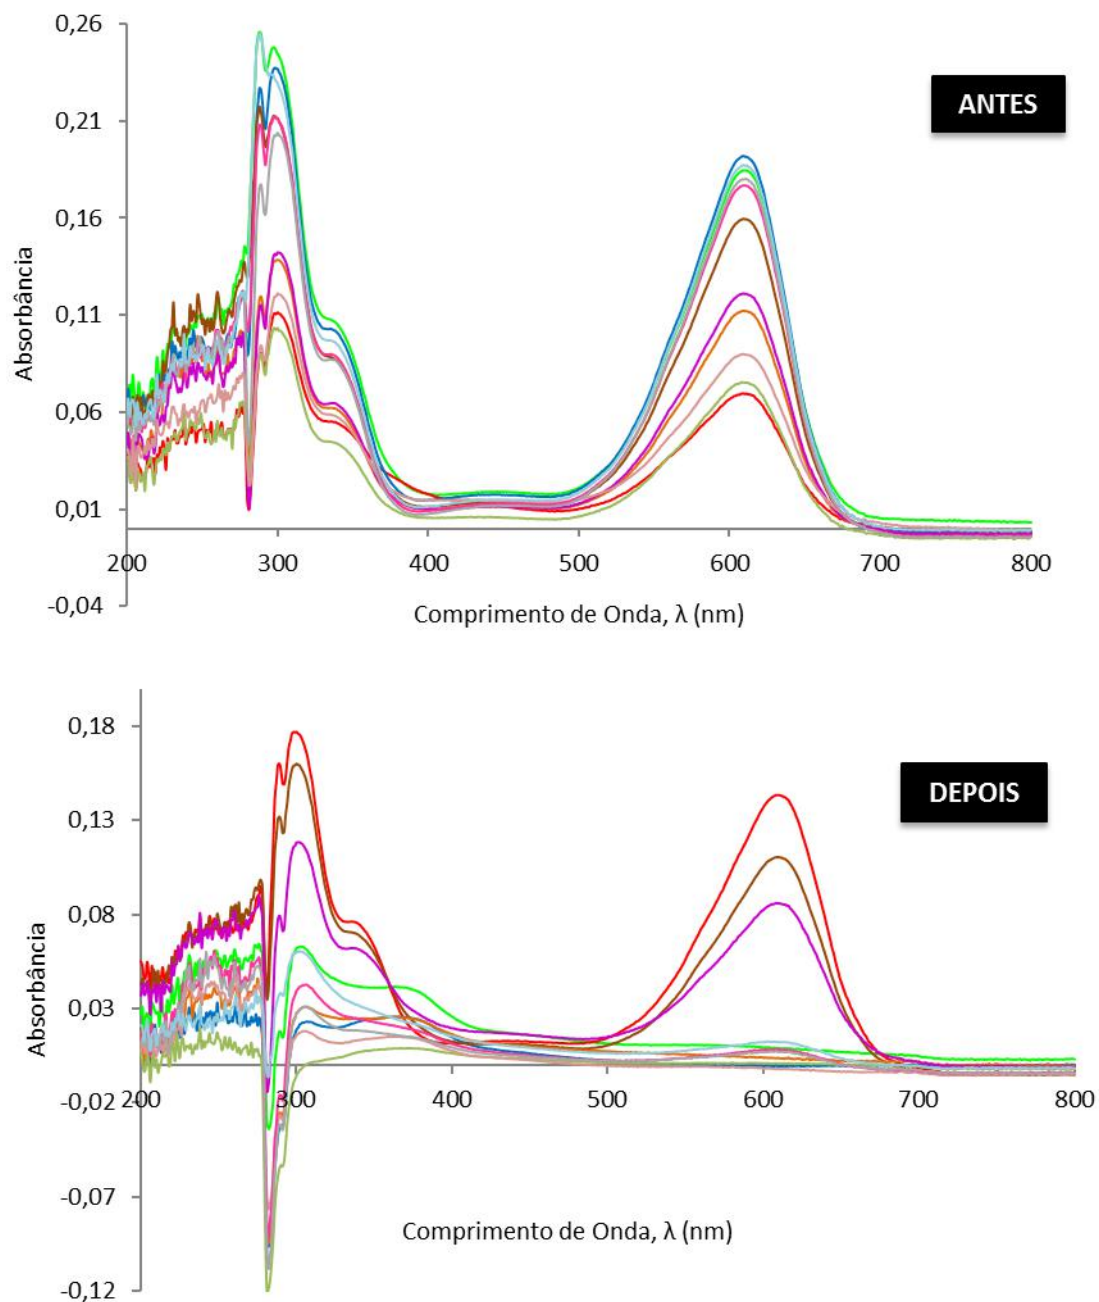 0,26
ANTES
0,21
0,16
Absorbância
0,11
0,06
0,01
200 300 400 500 600 700 800
-0,04
Comprimento de Onda, λ (nm)
0,18
DEPOIS
0,13
0,08
Absorbância
0,03
-0,02
200 300 400 500 600 700 800
-0,07
Comprimento de Onda, λ (nm)
-0,12